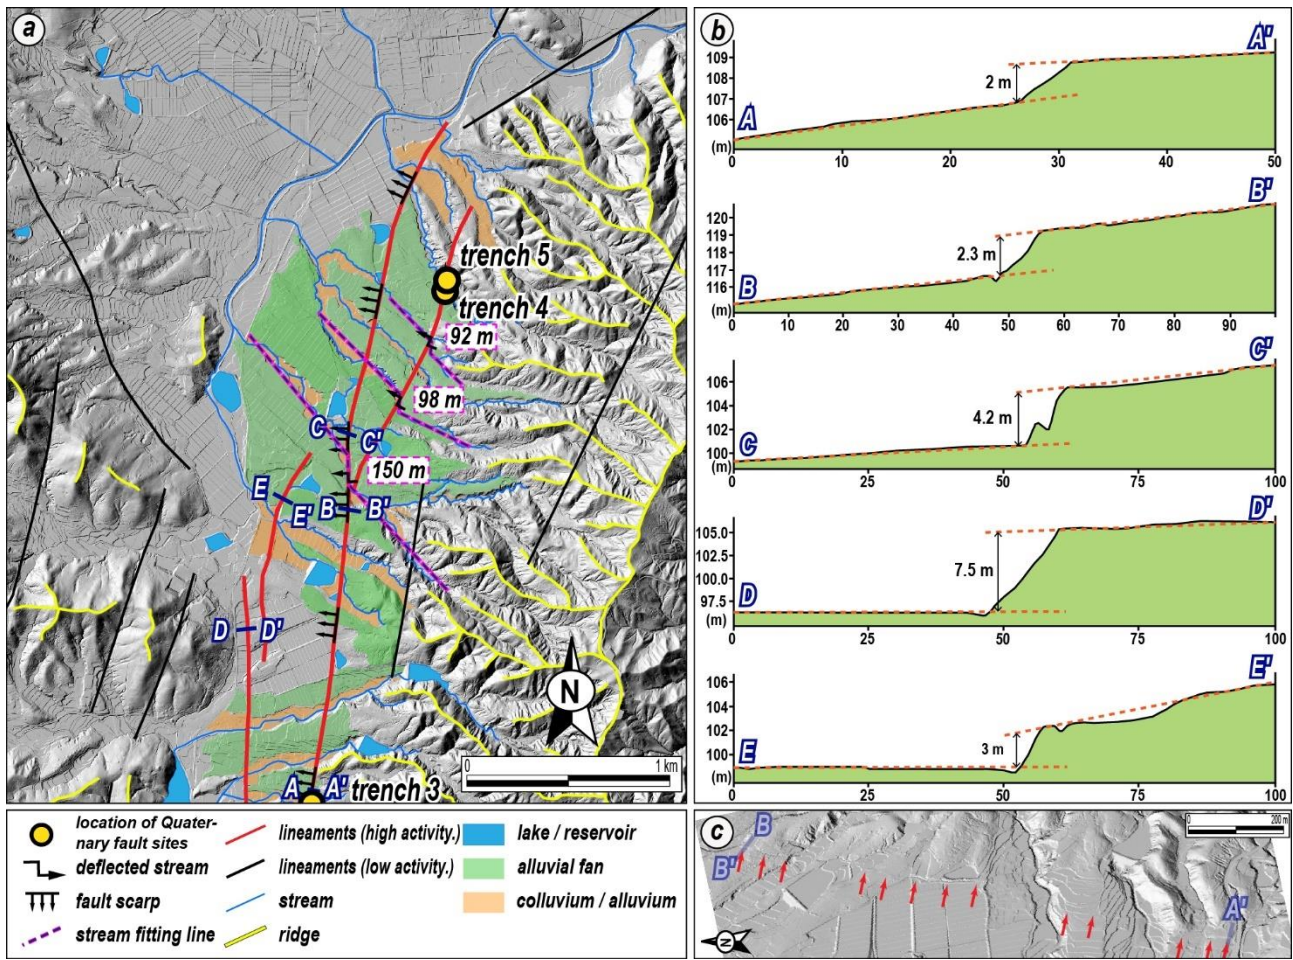 a
trench 5
trench 4
92 m
98 m
C
C'
150 m
E
E'
B
B'
D
D'
N
0
1 km
A
A'
trench 3
location of Quater-
nary fault sites
deflected stream
fault scarp
stream fitting line
lineaments (high activity.)
lineaments (low activity.)
stream
ridge
lake / reservoir
alluvial fan
colluvium / alluvium
b
A'
109
108
107
106
(m)
2 m
A
0
10
20
30
40
50
B'
120
119
117
116
(m)
2.3 m
B
0
10
20
30
40
50
60
70
80
90
C'
106
104
102
100
(m)
4.2 m
C
0
25
50
75
100
D'
105.0
102.5
100.0
97.5
(m)
7.5 m
D
0
25
50
75
100
E'
106
104
102
100
(m)
3 m
E
0
25
50
75
100
c
B
B'
A'
0
200 m